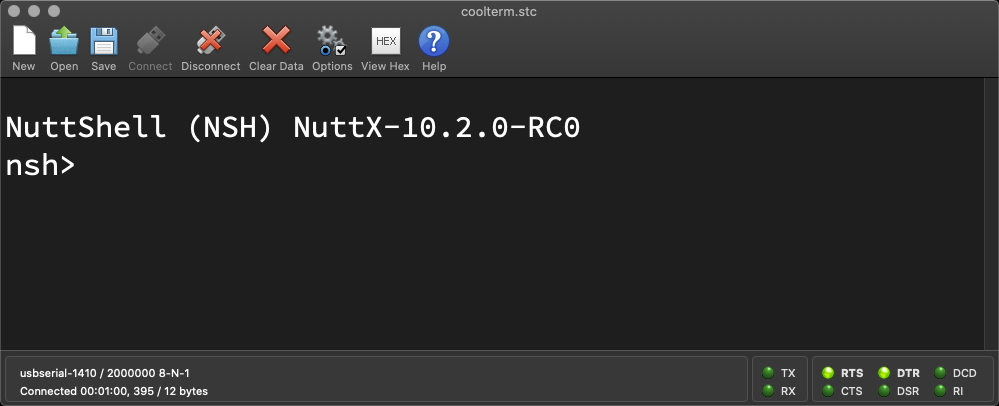 coolterm.stc
New Open Save Connect Disconnect Clear Data Options HEX View Hex ? Help
NuttShell (NSH) NuttX-10.2.0-RC0
nsh>
usbserial-1410 / 2000000 8-N-1
Connected 00:01:00, 395 / 12 bytes
TX RTS DTR DCD
RX CTS DSR RI